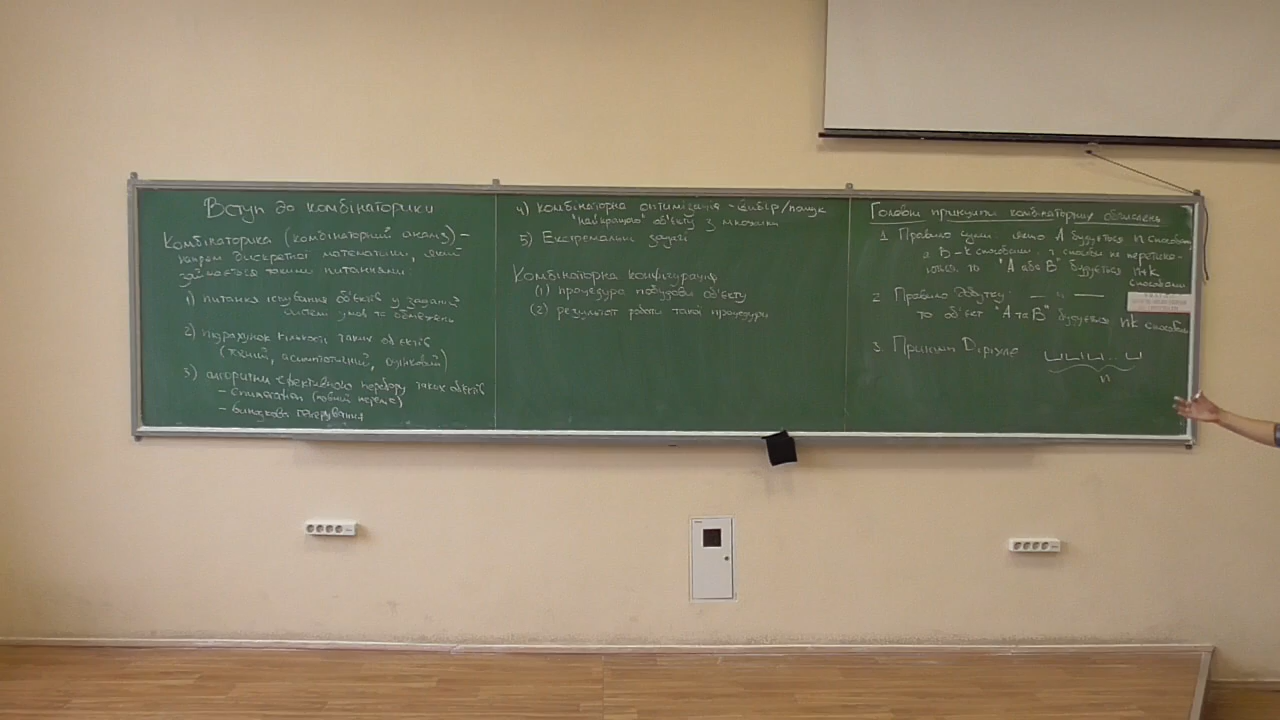 Вступ до комбінаторики
Комбінаторика (комбінаторний аналіз) -
напрям дискретної математики, який
займається такими питаннями:
1) питання існування об'єктів у заданій
системі умов та обмежень
2) підрахунок кількості таких об'єктів
(точний, асимптотичний, оцінковий)
3) алгоритми ефективного перебору таких об'єктів
- (повний перебір)
- випадкове генерування
4) комбінаторна оптимізація - вибір/пошук
"найкращого" об'єкту з множини
5) Екстремальні задачі
Комбінаторна конфігурація
(1) процедура побудови об'єкту
(2) результат роботи такої процедури
Головні принципи комбінаторних обчислень
1. Правило суми: якщо A будується n способами,
а B - k способами, і способи не перетина-
ються, то "A або B" будується n+k
способами
2. Правило добутку: — " —
то об'єкт "A та B" будується nk способами
3. Принцип Діріхле
n